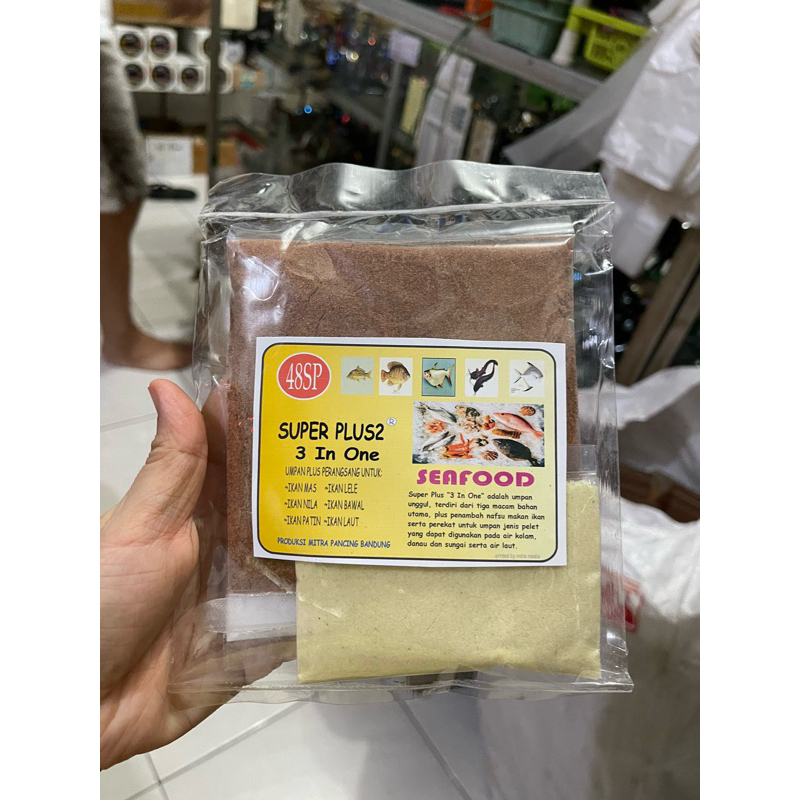 48SP
SUPER PLUS2 ®
3 In One
UMPAN PLUS PERANGSANG UNTUK:
~IKAN MAS ~IKAN LELE
~IKAN NILA ~IKAN BAWAL
~IKAN PATIN ~IKAN LAUT
PRODUKSI MITRA PANCING BANDUNG
SEAFOOD
Super Plus "3 In One" adalah umpan
unggul, terdiri dari tiga macam bahan
utama, plus penambah nafsu makan ikan
serta perekat untuk umpan jenis pelet
yang dapat digunakan pada air kolam,
danau dan sungai serta air laut.